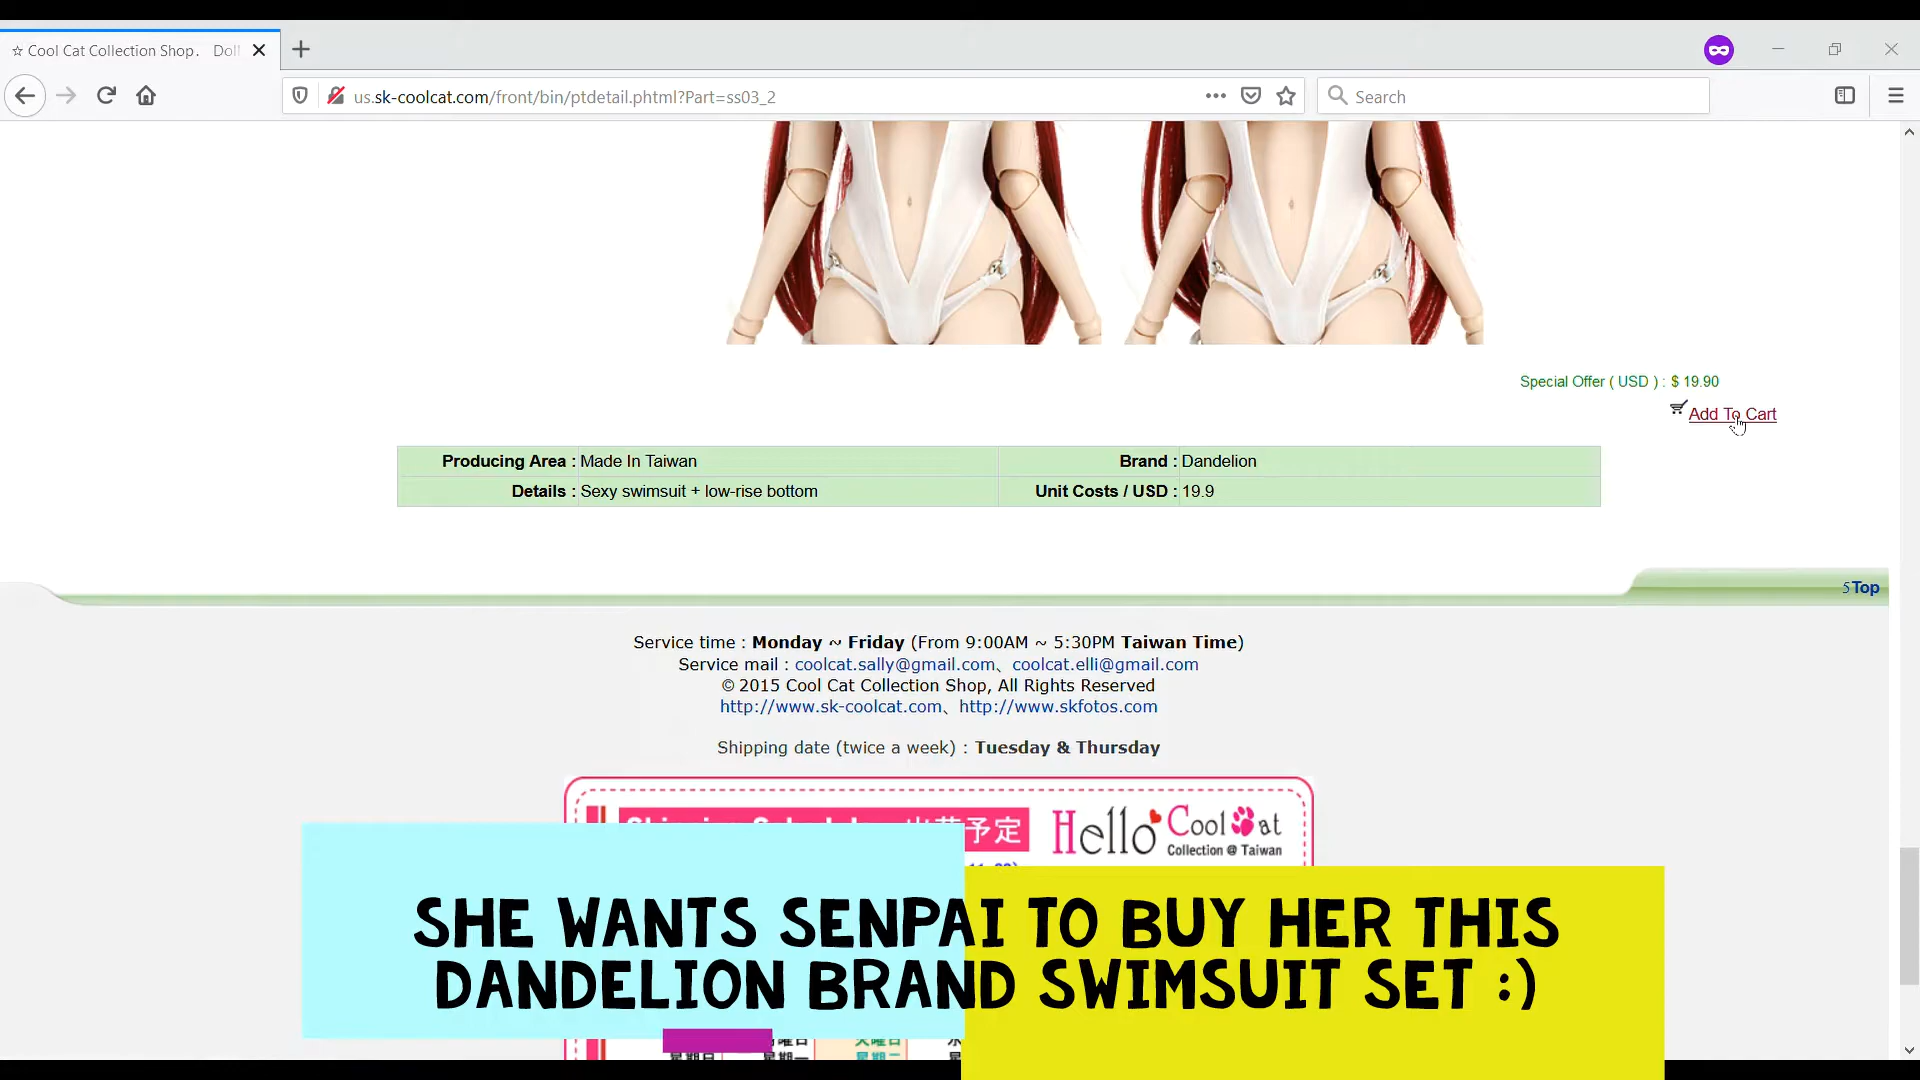 ☆ Cool Cat Collection Shop. Doll
us.sk-coolcat.com/front/bin/ptdetail.phtml?Part=ss03_2
Search
Special Offer ( USD ) : $ 19.90
Add To Cart
Producing Area : Made In Taiwan
Brand : Dandelion
Details : Sexy swimsuit + low-rise bottom
Unit Costs / USD : 19.9
5Top
Service time : Monday ~ Friday (From 9:00AM ~ 5:30PM Taiwan Time)
Service mail : coolcat.sally@gmail.com、coolcat.elli@gmail.com
© 2015 Cool Cat Collection Shop, All Rights Reserved
http://www.sk-coolcat.com、http://www.skfotos.com
Shipping date (twice a week) : Tuesday & Thursday
予定
Hello Cool Cat
Collection @ Taiwan
SHE WANTS SENPAI TO BUY HER THIS
DANDELION BRAND SWIMSUIT SET :)